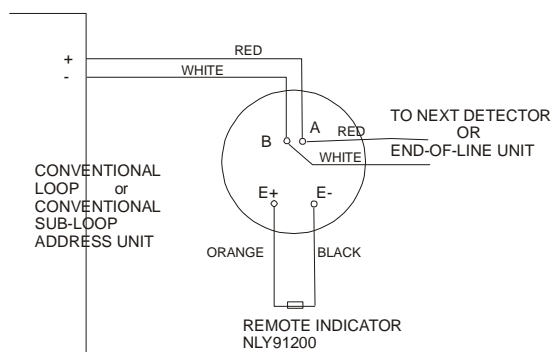 RED
+
-
WHITE
TO NEXT DETECTOR
OR
END-OF-LINE UNIT
A
B
RED
WHITE
CONVENTIONAL
LOOP or
CONVENTIONAL
SUB-LOOP
ADDRESS UNIT
E+ E-
ORANGE BLACK
REMOTE INDICATOR
NLY91200